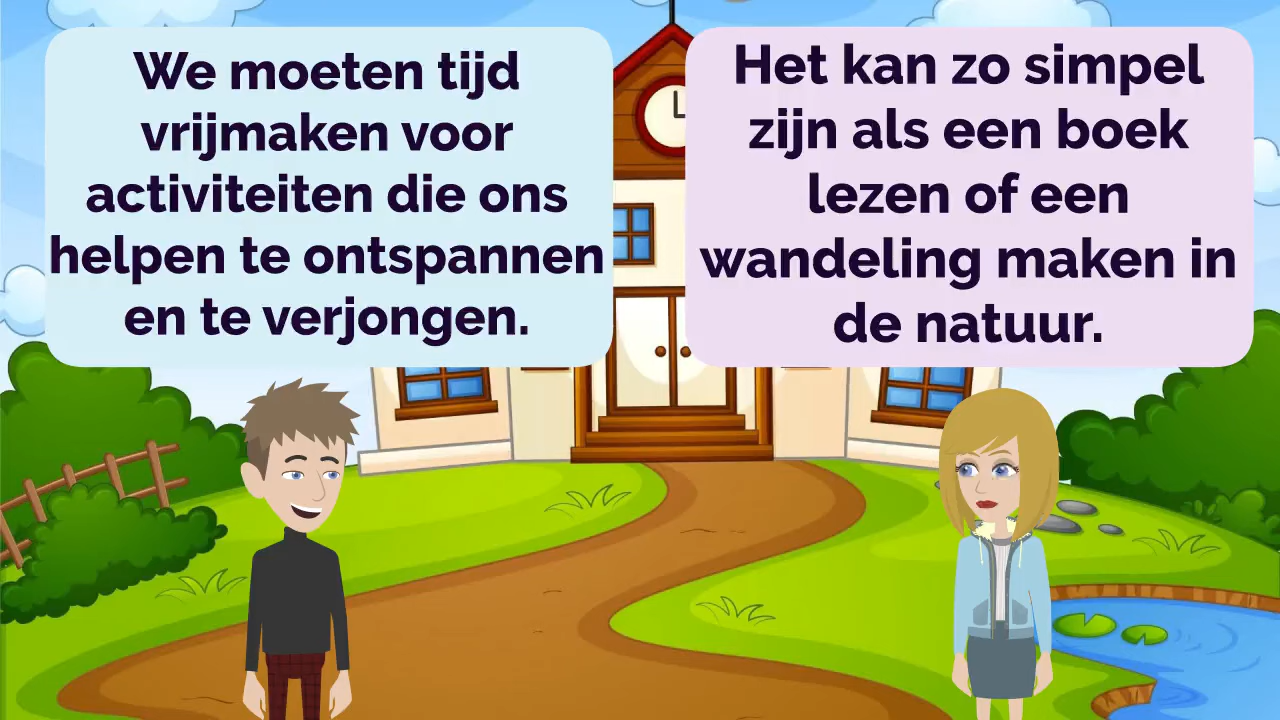 We moeten tijd
vrijmaken voor
activiteiten die ons
helpen te ontspannen
en te verjongen.
Het kan zo simpel
zijn als een boek
lezen of een
wandeling maken in
de natuur.